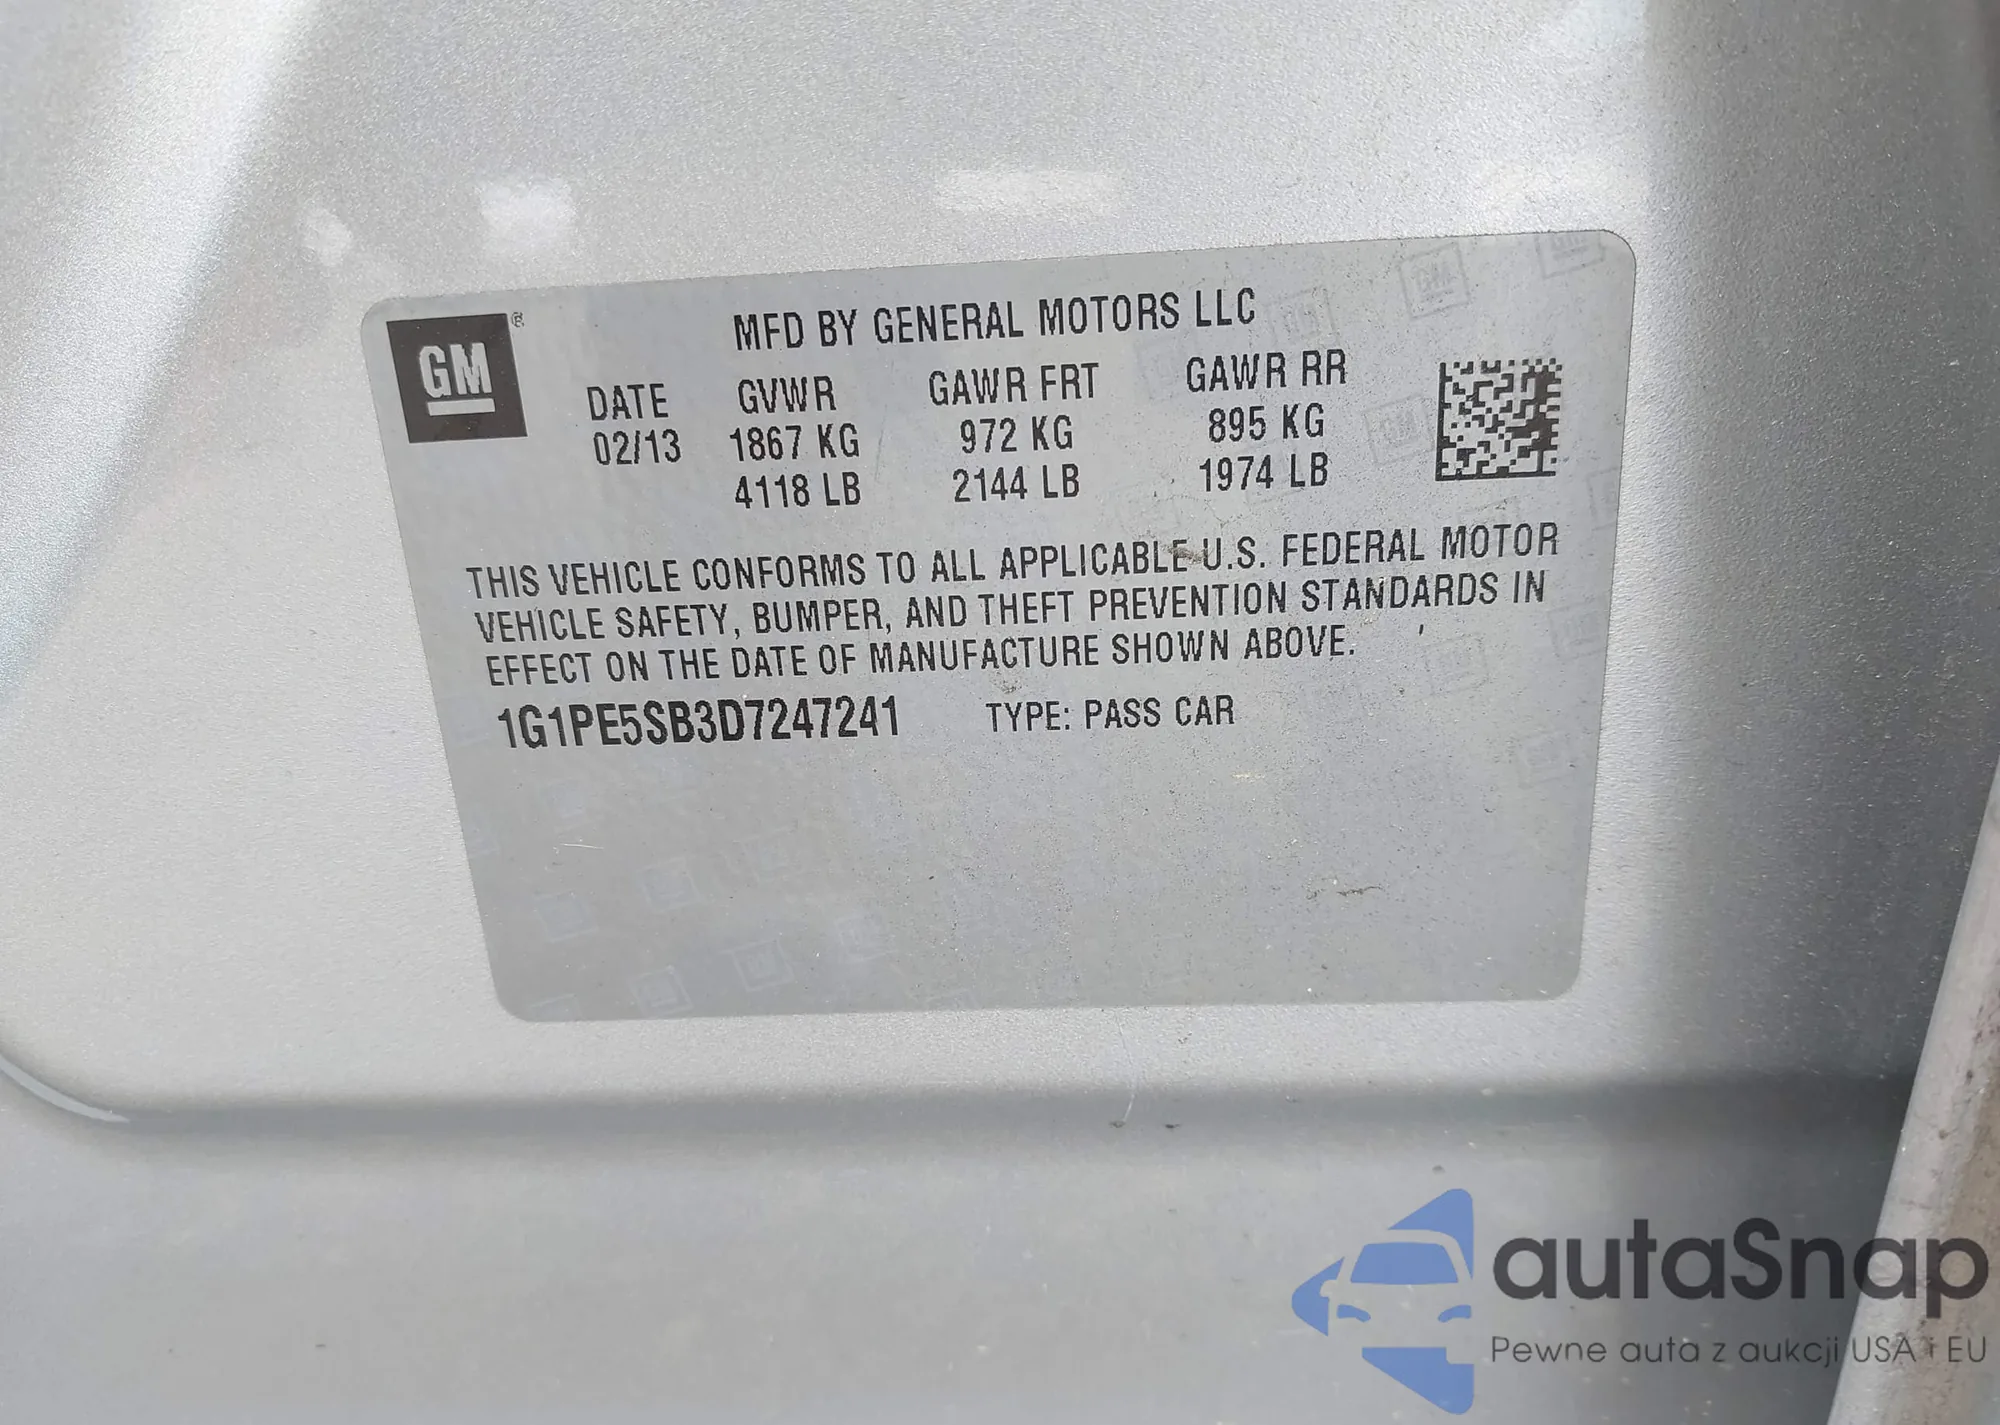 GM ®
MFD BY GENERAL MOTORS LLC
DATE GVWR GAWR FRT GAWR RR
02/13 1867 KG 972 KG 895 KG
4118 LB 2144 LB 1974 LB
THIS VEHICLE CONFORMS TO ALL APPLICABLE U.S. FEDERAL MOTOR
VEHICLE SAFETY, BUMPER, AND THEFT PREVENTION STANDARDS IN
EFFECT ON THE DATE OF MANUFACTURE SHOWN ABOVE.
1G1PE5SB3D7247241 TYPE: PASS CAR
autaSnap
Pewne auta z aukcji USA i EU